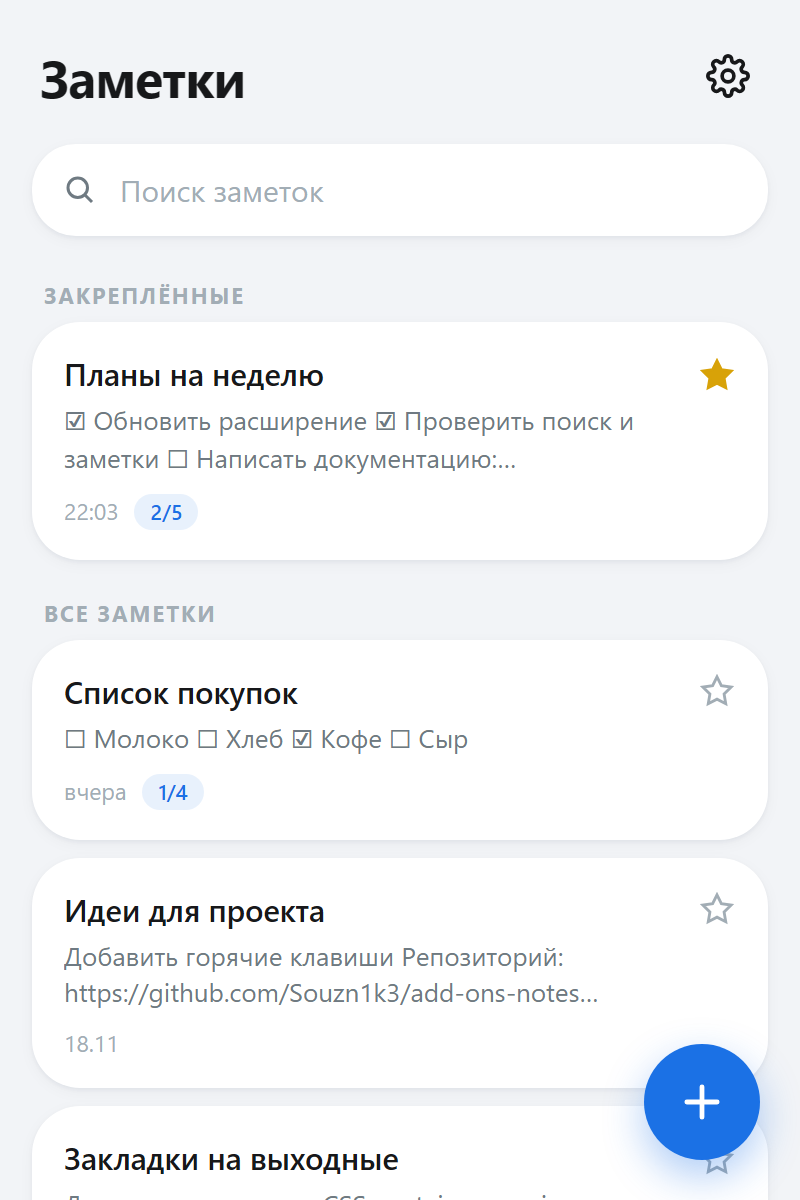 Заметки
Поиск заметок
ЗАКРЕПЛЁННЫЕ
Планы на неделю
☑ Обновить расширение ☑ Проверить поиск и
заметки ☐ Написать документацию:...
22:03 2/5
ВСЕ ЗАМЕТКИ
Список покупок
☐ Молоко ☐ Хлеб ☑ Кофе ☐ Сыр
вчера 1/4
Идеи для проекта
Добавить горячие клавиши Репозиторий:
https://github.com/Souzn1k3/add-ons-notes...
18.11
Закладки на выходные